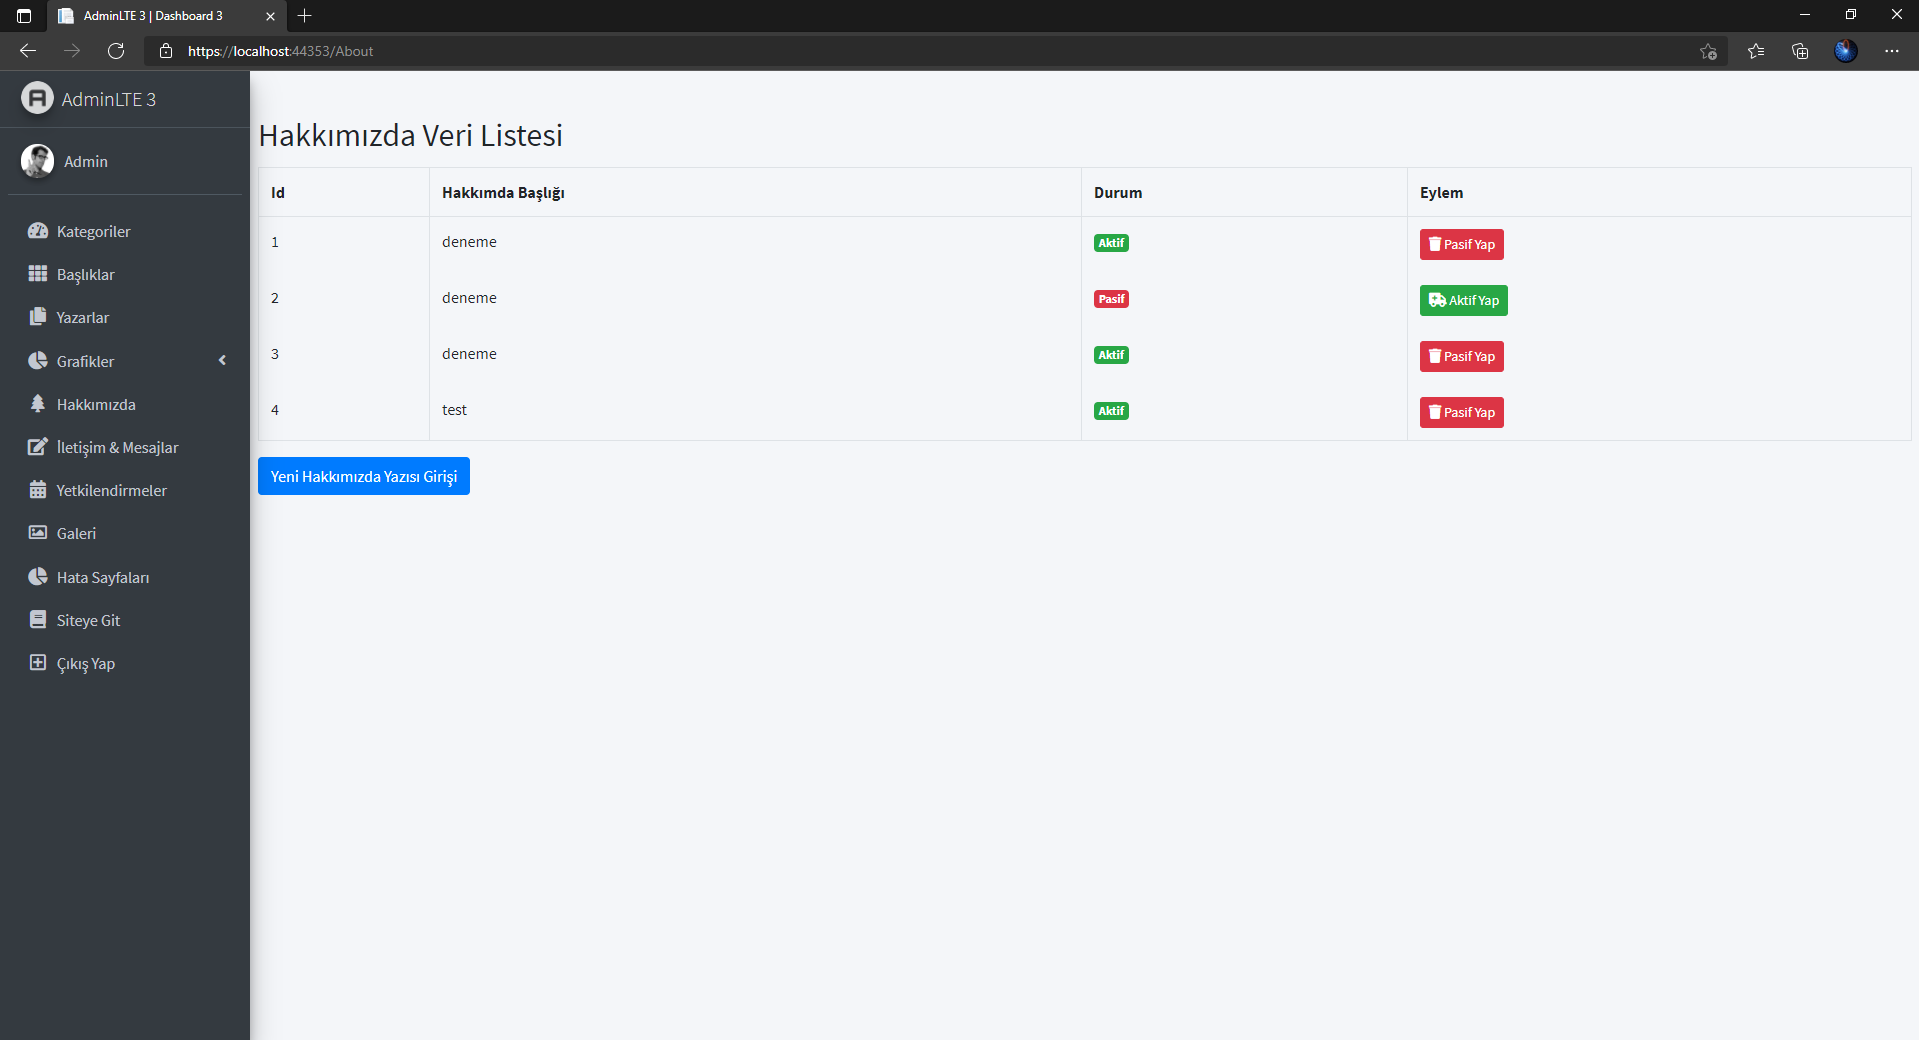 AdminLTE 3 | Dashboard 3
https://localhost:44353/About
AdminLTE 3
Admin
Kategoriler
Başlıklar
Yazarlar
Grafikler
Hakkımızda
İletişim & Mesajlar
Yetkilendirmeler
Galeri
Hata Sayfaları
Siteye Git
Çıkış Yap
Hakkımızda Veri Listesi
Id Hakkımda Başlığı Durum Eylem
1 deneme Aktif Pasif Yap
2 deneme Pasif Aktif Yap
3 deneme Aktif Pasif Yap
4 test Aktif Pasif Yap
Yeni Hakkımızda Yazısı Girişi